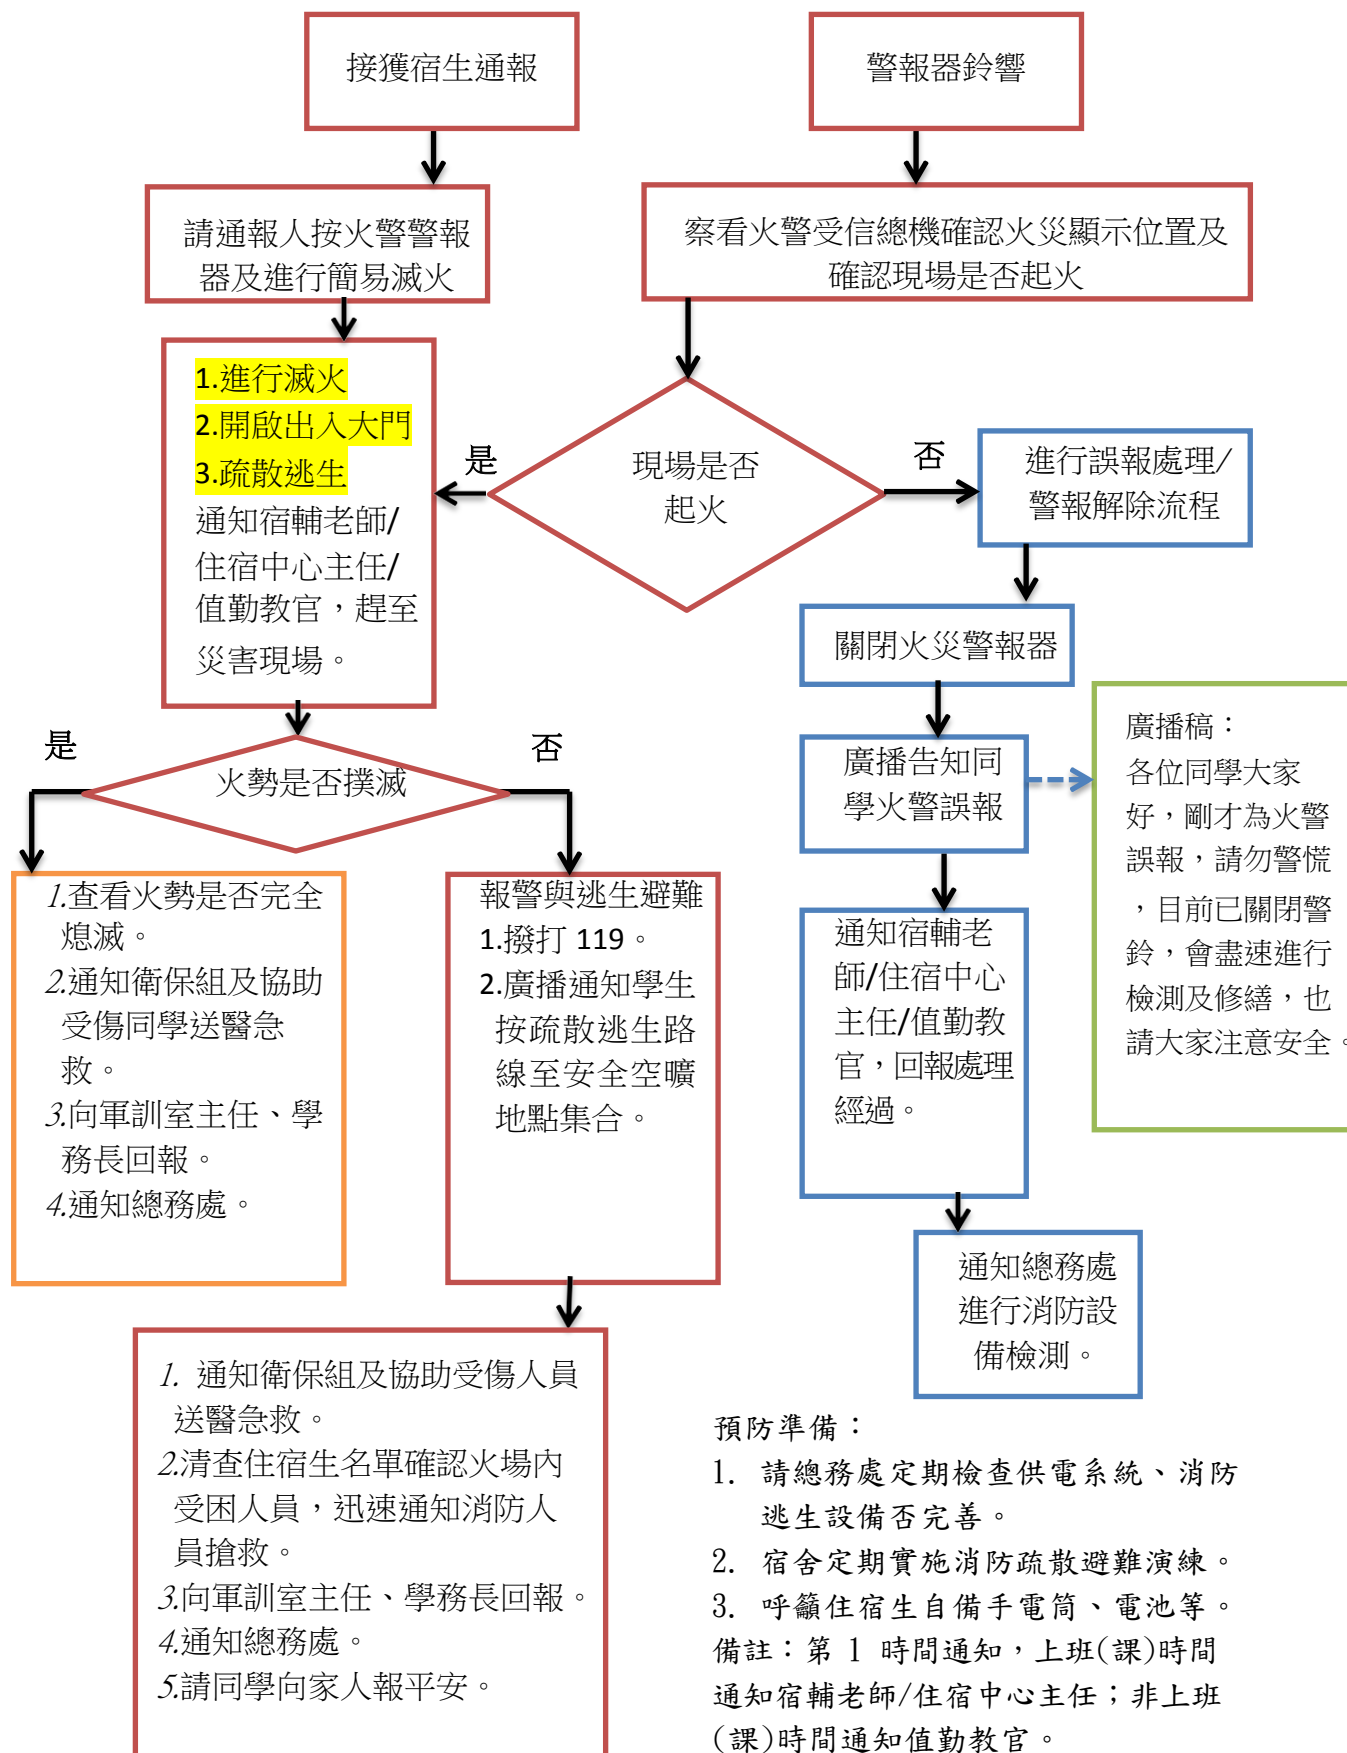 接獲宿生通報
警報器鈴響
請通報人按火警警報
器及進行簡易滅火
察看火警受信總機確認火災顯示位置及
確認現場是否起火
1.進行滅火
2.開啟出入大門
3.疏散逃生
通知宿輔老師/
住宿中心主任/
值勤教官，趕至
災害現場。
是
現場是否
起火
否
進行誤報處理/
警報解除流程
關閉火災警報器
廣播告知同
學火警誤報
廣播稿：
各位同學大家
好，剛才為火警
誤報，請勿警慌
，目前已關閉警
鈴，會盡速進行
檢測及修繕，也
請大家注意安全。
是
火勢是否撲滅
否
1.查看火勢是否完全
熄滅。
2.通知衛保組及協助
受傷同學送醫急
救。
3.向軍訓室主任、學
務長回報。
4.通知總務處。
報警與逃生避難
1.撥打 119。
2.廣播通知學生
按疏散逃生路
線至安全空曠
地點集合。
通知宿輔老
師/住宿中心
主任/值勤教
官，回報處理
經過。
通知總務處
進行消防設
備檢測。
1. 通知衛保組及協助受傷人員
送醫急救。
2.清查住宿生名單確認火場內
受困人員，迅速通知消防人
員搶救。
3.向軍訓室主任、學務長回報。
4.通知總務處。
5.請同學向家人報平安。
預防準備：
1. 請總務處定期檢查供電系統、消防
逃生設備否完善。
2. 宿舍定期實施消防疏散避難演練。
3. 呼籲住宿生自備手電筒、電池等。
備註：第 1 時間通知，上班(課)時間
通知宿輔老師/住宿中心主任；非上班
(課)時間通知值勤教官。